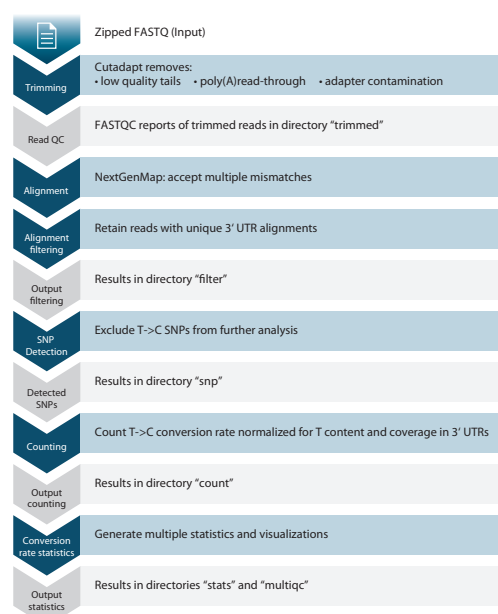 Zipped FASTQ (Input)
Trimming
Cutadapt removes:
• low quality tails • poly(A)read-through • adapter contamination
Read QC
FASTQC reports of trimmed reads in directory “trimmed”
Alignment
NextGenMap: accept multiple mismatches
Alignment
filtering
Retain reads with unique 3’ UTR alignments
Output
filtering
Results in directory “filter”
SNP
Detection
Exclude T->C SNPs from further analysis
Detected
SNPs
Results in directory “snp”
Counting
Count T->C conversion rate normalized for T content and coverage in 3’ UTRs
Output
counting
Results in directory “count”
Conversion
rate statistics
Generate multiple statistics and visualizations
Output
statistics
Results in directories “stats” and “multiqc”